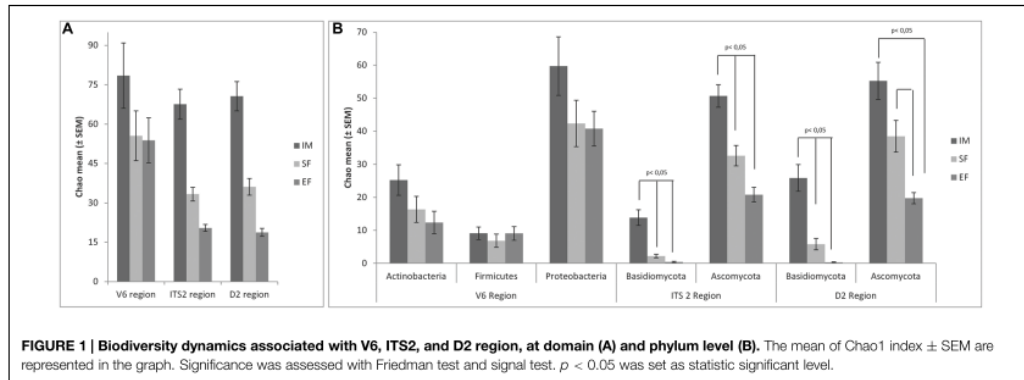 A
90
75
60
45
30
15
0
Chao mean (± SEM)
V6 region ITS2 region D2 region
IM
SF
EF
B
70
60
50
40
30
20
10
0
Chao mean (± SEM)
p< 0,05
p< 0,05
p< 0,05
p< 0,05
IM
SF
EF
Actinobacteria Firmicutes Proteobacteria Basidiomycota Ascomycota Basidiomycota Ascomycota
V6 Region ITS 2 Region D2 Region
FIGURE 1 | Biodiversity dynamics associated with V6, ITS2, and D2 region, at domain (A) and phylum level (B). The mean of Chao1 index ± SEM are
represented in the graph. Significance was assessed with Friedman test and signal test. p < 0.05 was set as statistic significant level.